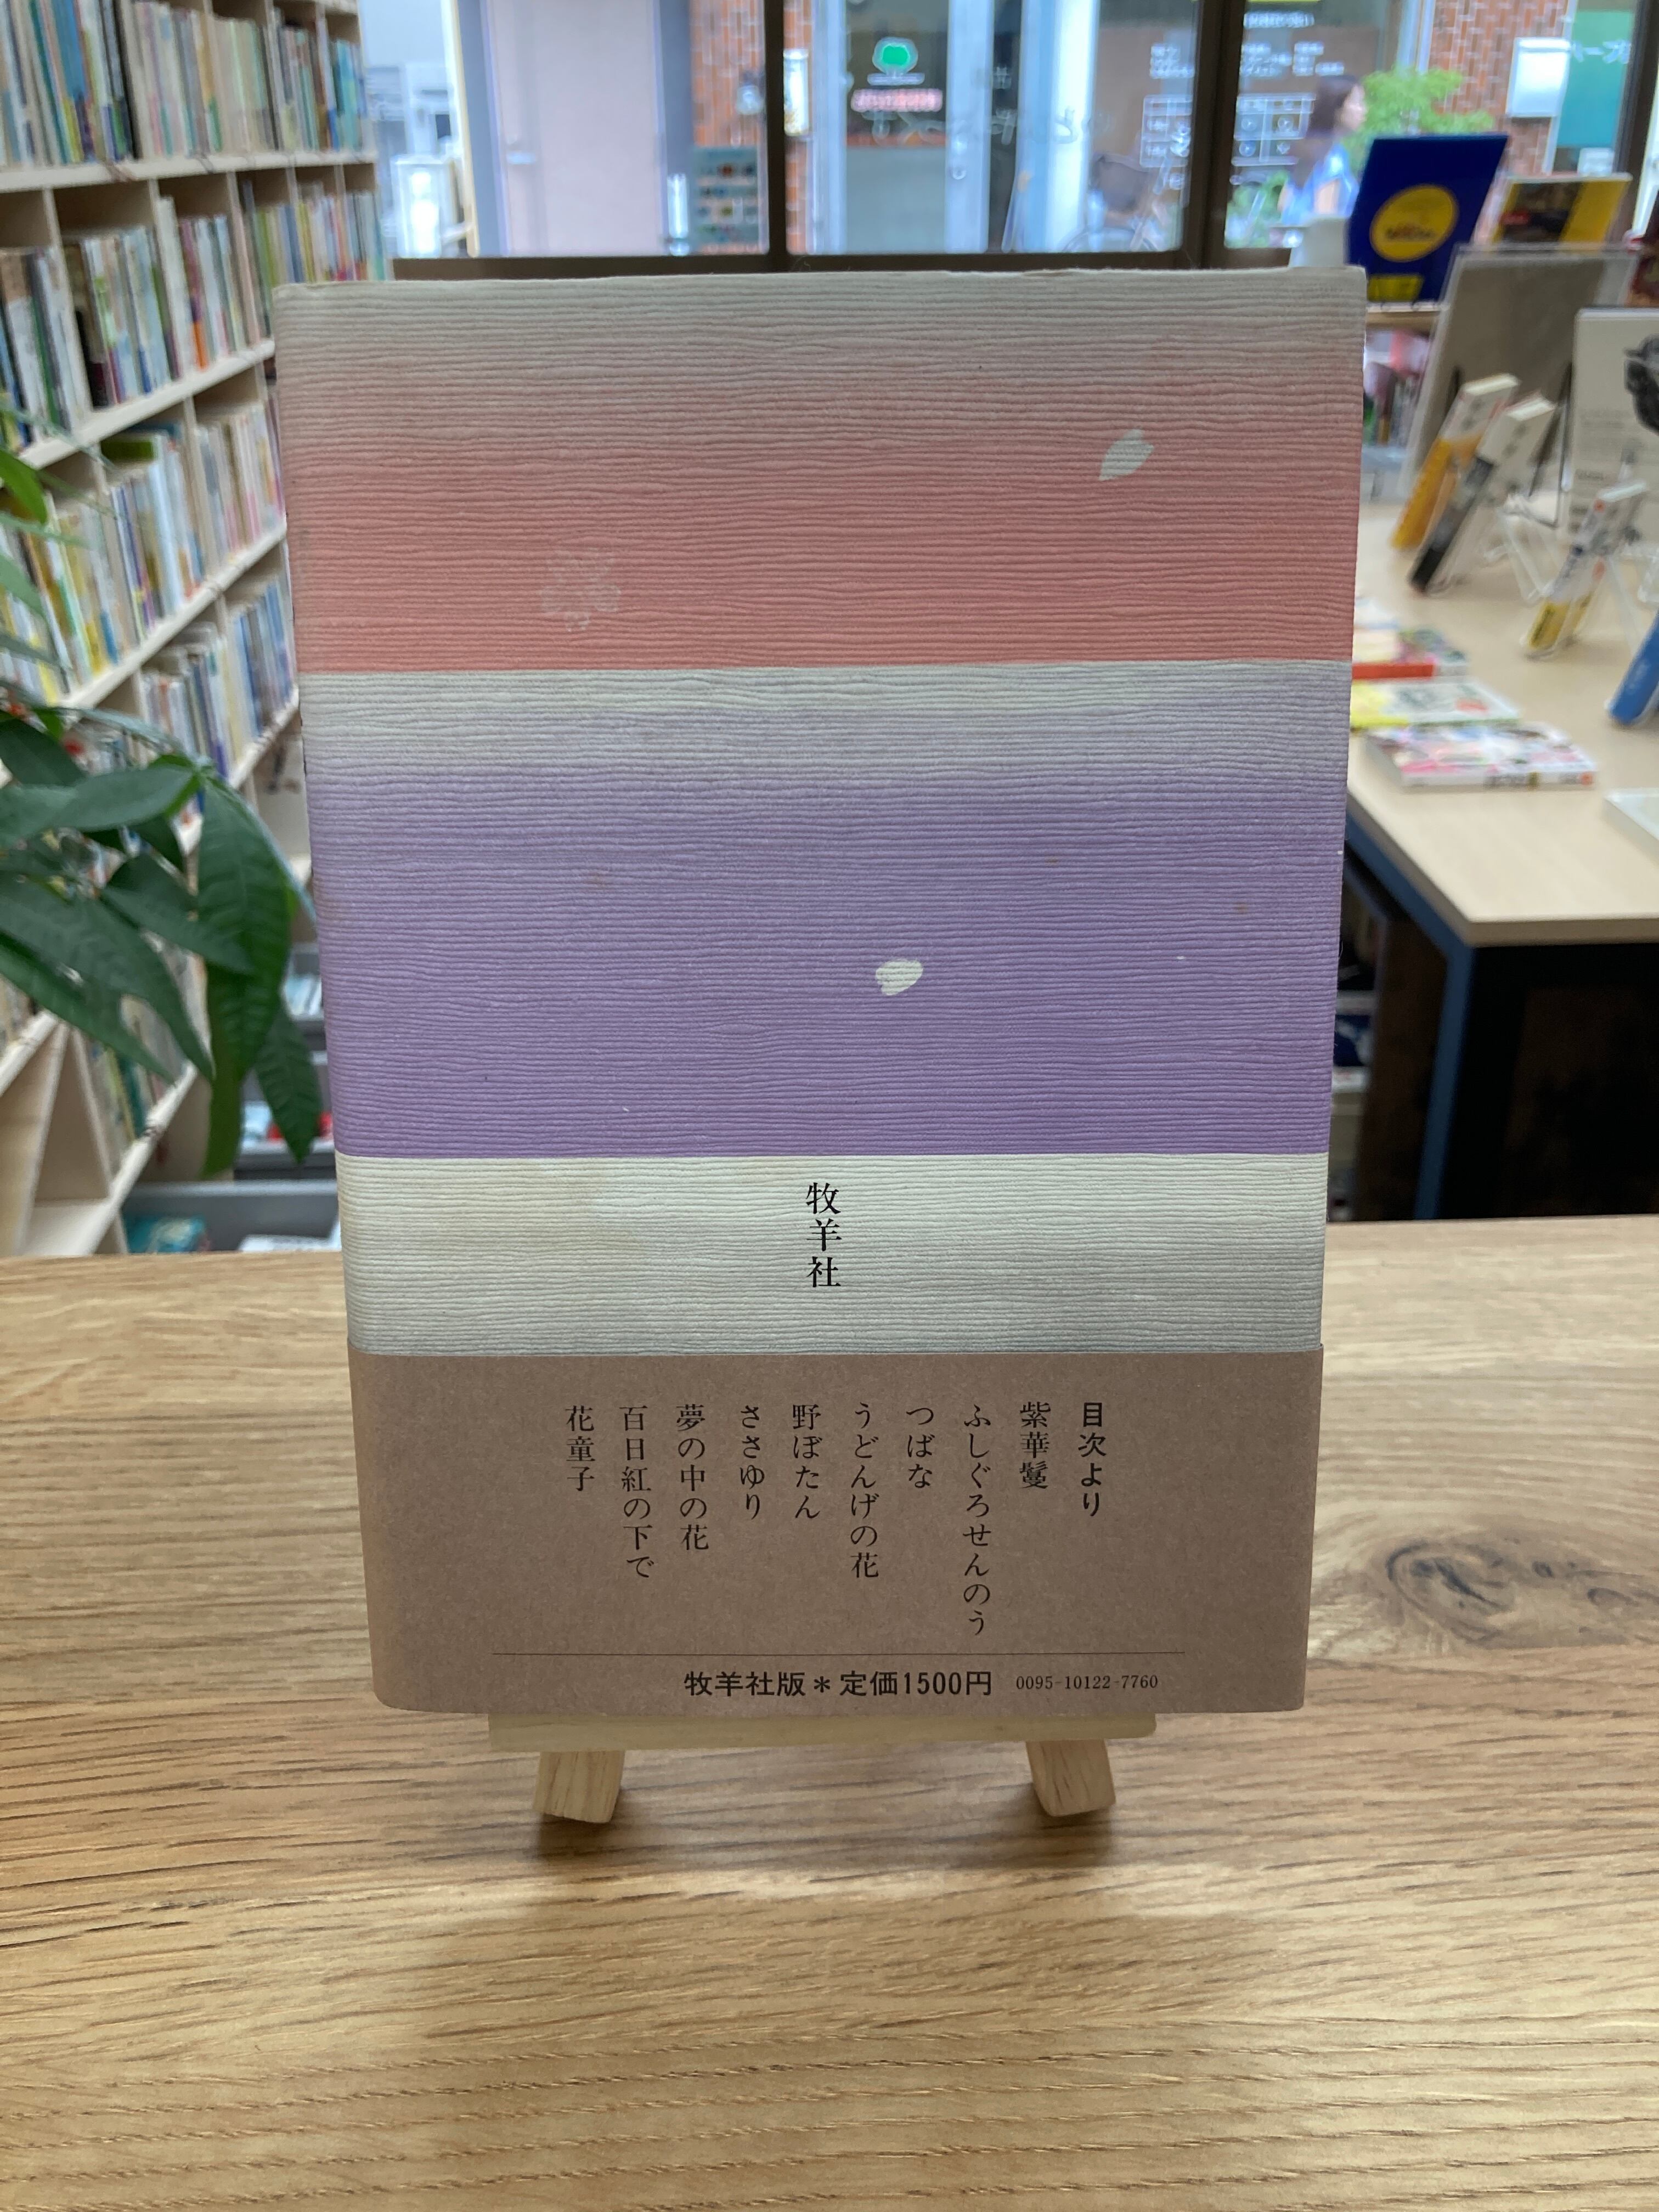 牧羊社
目次より
紫華鬘
ふしぐろせんのう
つばな
うどんげの花
野ぼたん
ささゆり
夢の中の花
百日紅の下で
花童子
牧羊社版＊定価1500円 0095-10122-7760